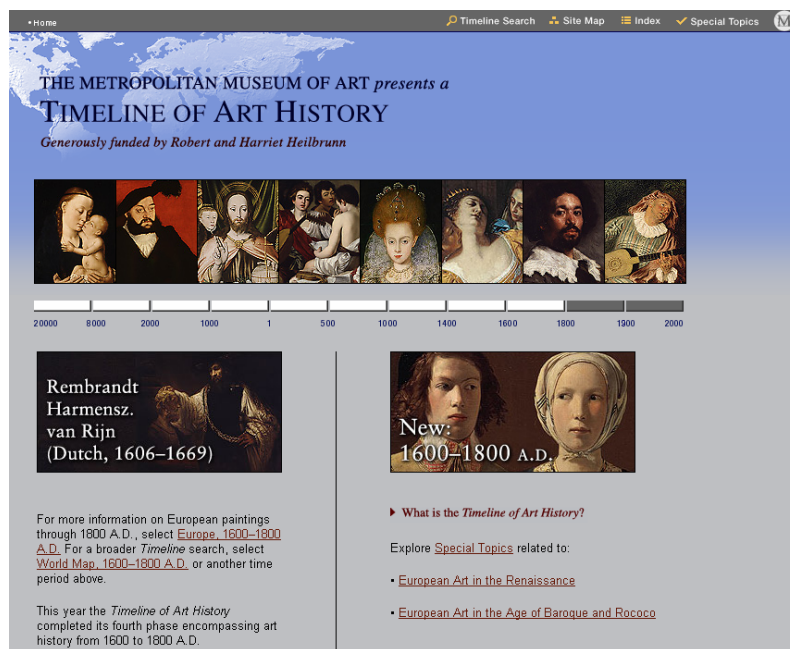 Home
Timeline Search
Site Map
Index
Special Topics
M
THE METROPOLITAN MUSEUM OF ART presents a
TIMELINE OF ART HISTORY
Generously funded by Robert and Harriet Heilbrunn
20000 8000 2000 1000 1 500 1000 1400 1600 1800 1900 2000
Rembrandt
Harmensz.
van Rijn
(Dutch, 1606–1669)
For more information on European paintings
through 1800 A.D., select Europe, 1600–1800
A.D. For a broader Timeline search, select
World Map, 1600–1800 A.D. or another time
period above.
This year the Timeline of Art History
completed its fourth phase encompassing art
history from 1600 to 1800 A.D.
New:
1600–1800 A.D.
What is the Timeline of Art History?
Explore Special Topics related to:
• European Art in the Renaissance
• European Art in the Age of Baroque and Rococo